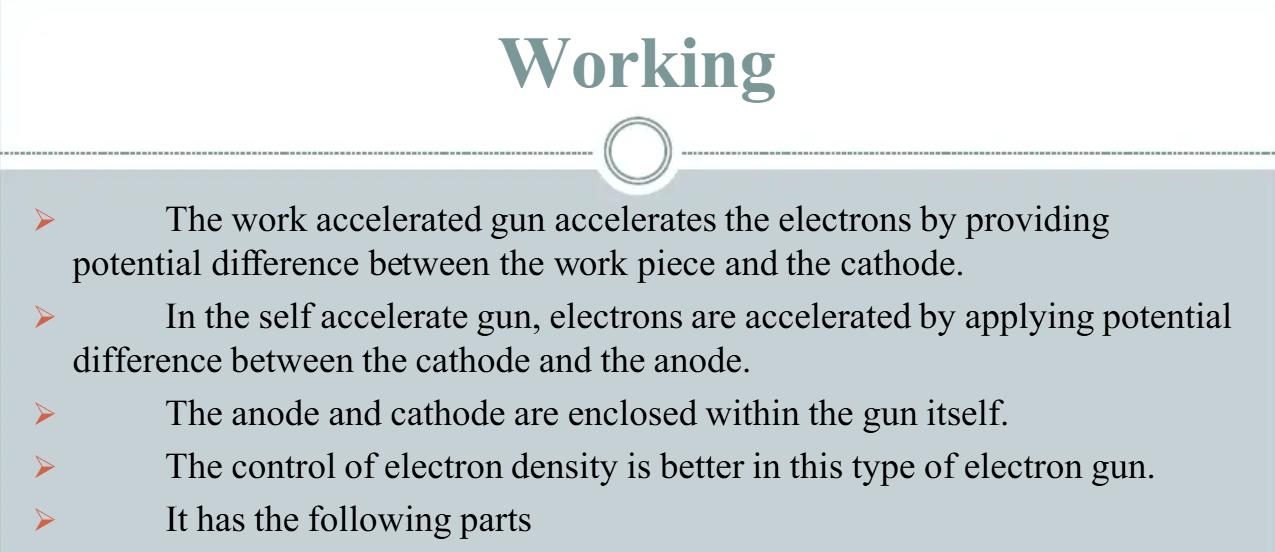 Working
➢ The work accelerated gun accelerates the electrons by providing
potential difference between the work piece and the cathode.
➢ In the self accelerate gun, electrons are accelerated by applying potential
difference between the cathode and the anode.
➢ The anode and cathode are enclosed within the gun itself.
➢ The control of electron density is better in this type of electron gun.
➢ It has the following parts